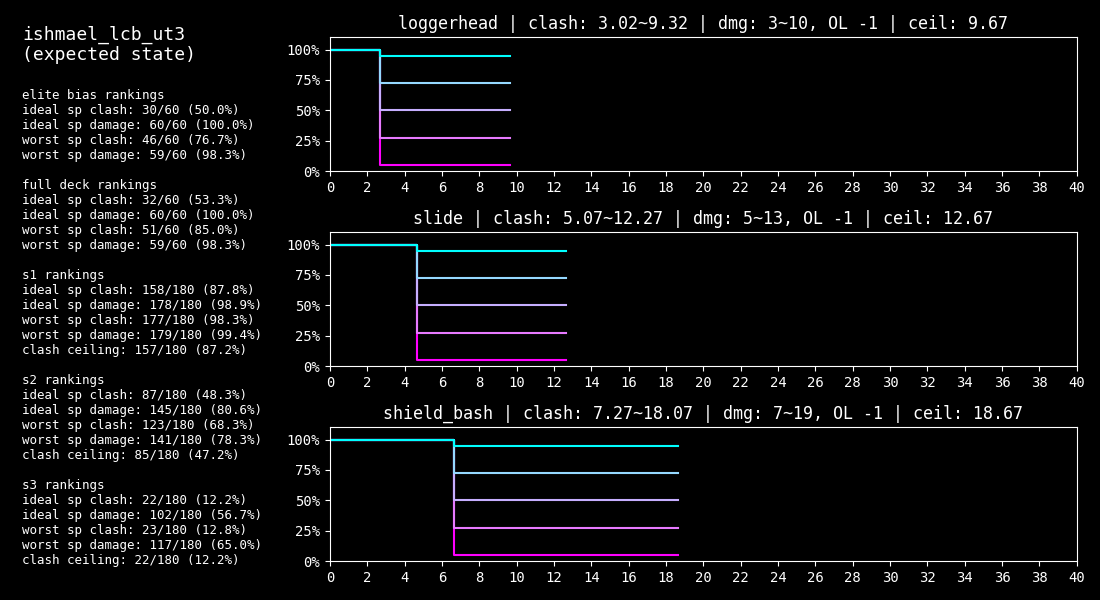 ishmael_lcb_ut3
(expected state)
elite bias rankings
ideal sp clash: 30/60 (50.0%)
ideal sp damage: 60/60 (100.0%)
worst sp clash: 46/60 (76.7%)
worst sp damage: 59/60 (98.3%)
full deck rankings
ideal sp clash: 32/60 (53.3%)
ideal sp damage: 60/60 (100.0%)
worst sp clash: 51/60 (85.0%)
worst sp damage: 59/60 (98.3%)
s1 rankings
ideal sp clash: 158/180 (87.8%)
ideal sp damage: 178/180 (98.9%)
worst sp clash: 177/180 (98.3%)
worst sp damage: 179/180 (99.4%)
clash ceiling: 157/180 (87.2%)
s2 rankings
ideal sp clash: 87/180 (48.3%)
ideal sp damage: 145/180 (80.6%)
worst sp clash: 123/180 (68.3%)
worst sp damage: 141/180 (78.3%)
clash ceiling: 85/180 (47.2%)
s3 rankings
ideal sp clash: 22/180 (12.2%)
ideal sp damage: 102/180 (56.7%)
worst sp clash: 23/180 (12.8%)
worst sp damage: 117/180 (65.0%)
clash ceiling: 22/180 (12.2%)
loggerhead | clash: 3.02~9.32 | dmg: 3~10, OL -1 | ceil: 9.67
100%
75%
50%
25%
0%
0 2 4 6 8 10 12 14 16 18 20 22 24 26 28 30 32 34 36 38 40
slide | clash: 5.07~12.27 | dmg: 5~13, OL -1 | ceil: 12.67
100%
75%
50%
25%
0%
0 2 4 6 8 10 12 14 16 18 20 22 24 26 28 30 32 34 36 38 40
shield_bash | clash: 7.27~18.07 | dmg: 7~19, OL -1 | ceil: 18.67
100%
75%
50%
25%
0%
0 2 4 6 8 10 12 14 16 18 20 22 24 26 28 30 32 34 36 38 40